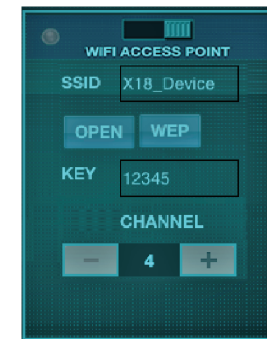 WIFI ACCESS POINT
SSID X18_Device
OPEN WEP
KEY 12345
CHANNEL
− 4 +